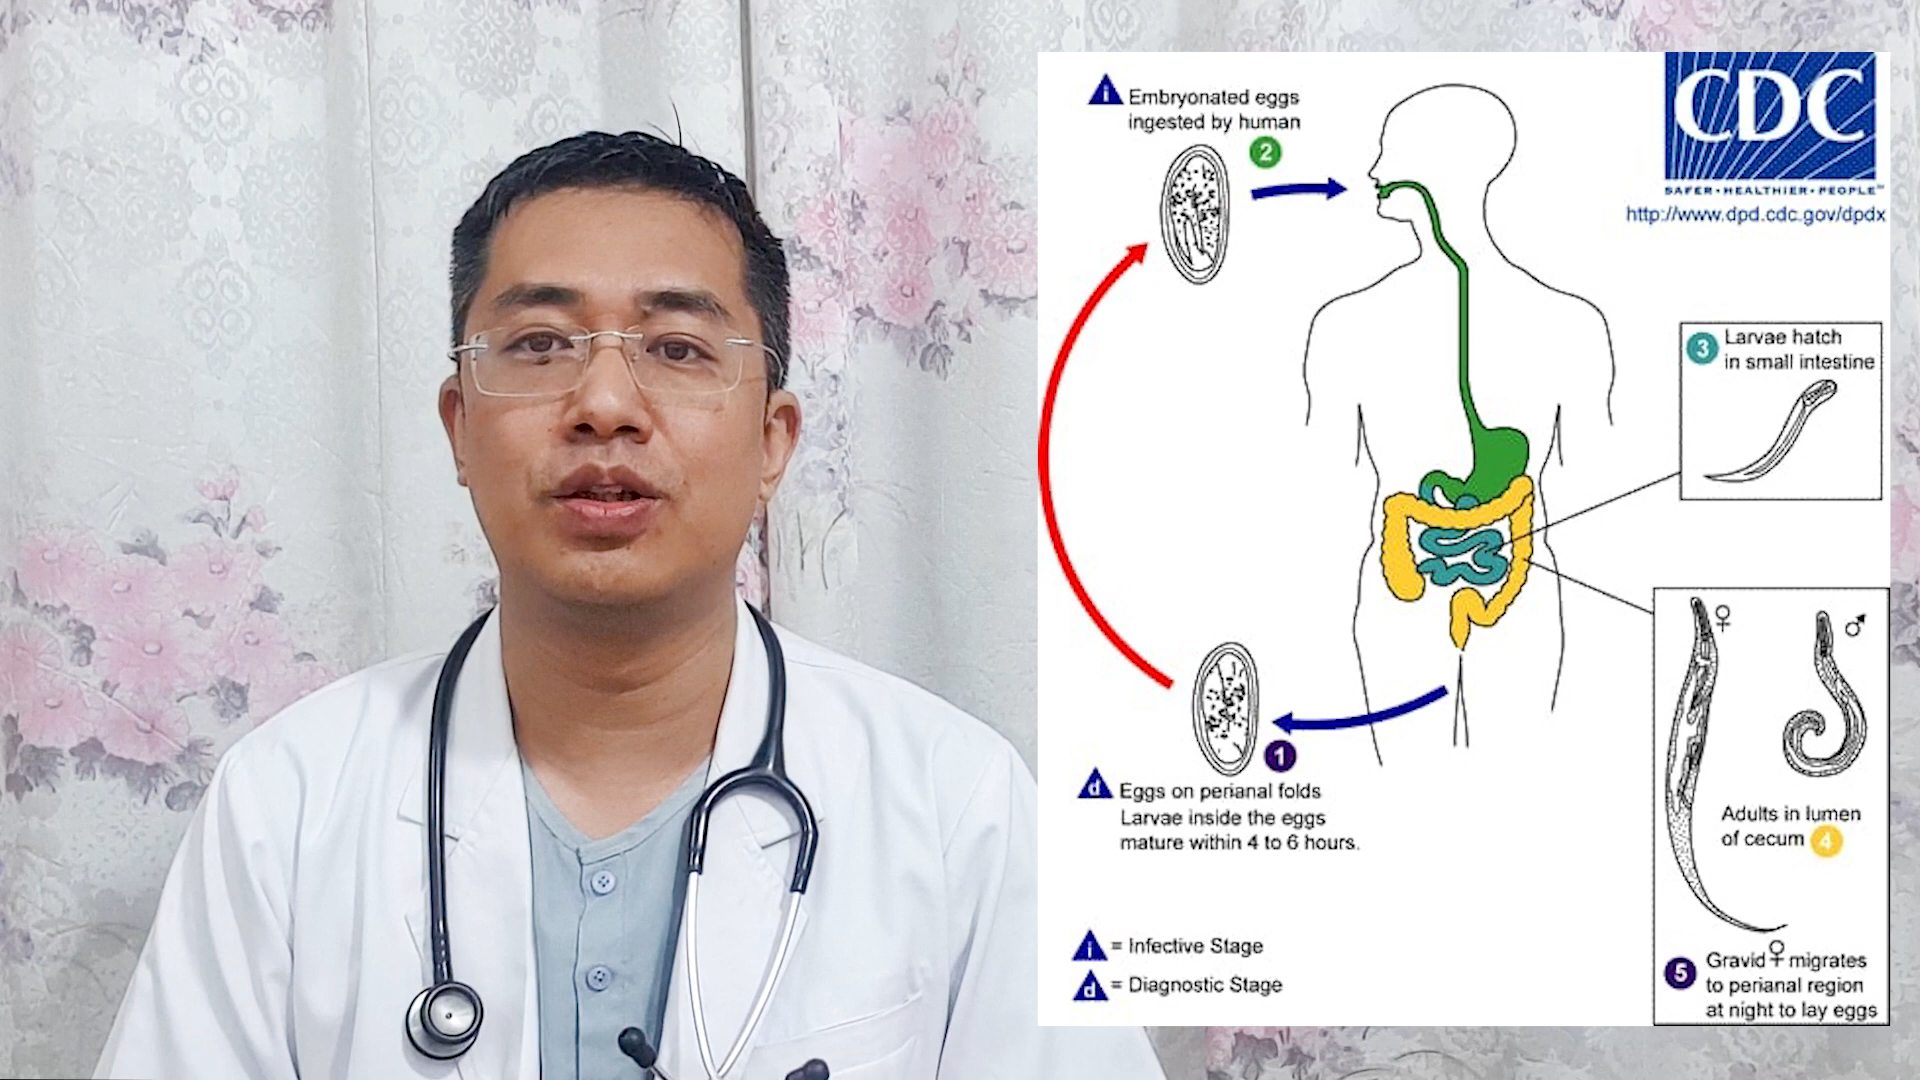 i
Embryonated eggs
ingested by human
2
CDC
SAFER • HEALTHIER • PEOPLE™
http://www.dpd.cdc.gov/dpdx
3
Larvae hatch
in small intestine
1
d
Eggs on perianal folds
Larvae inside the eggs
mature within 4 to 6 hours.
♀
♂
Adults in lumen
of cecum 4
5
Gravid ♀ migrates
to perianal region
at night to lay eggs
i = Infective Stage
d = Diagnostic Stage